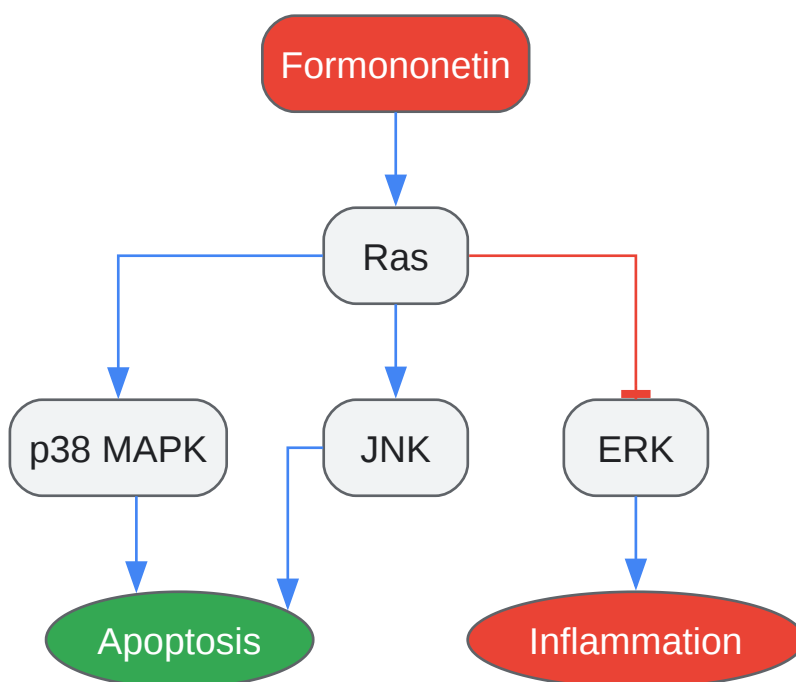 Formononetin
Ras
p38 MAPK
JNK
ERK
Apoptosis
Inflammation